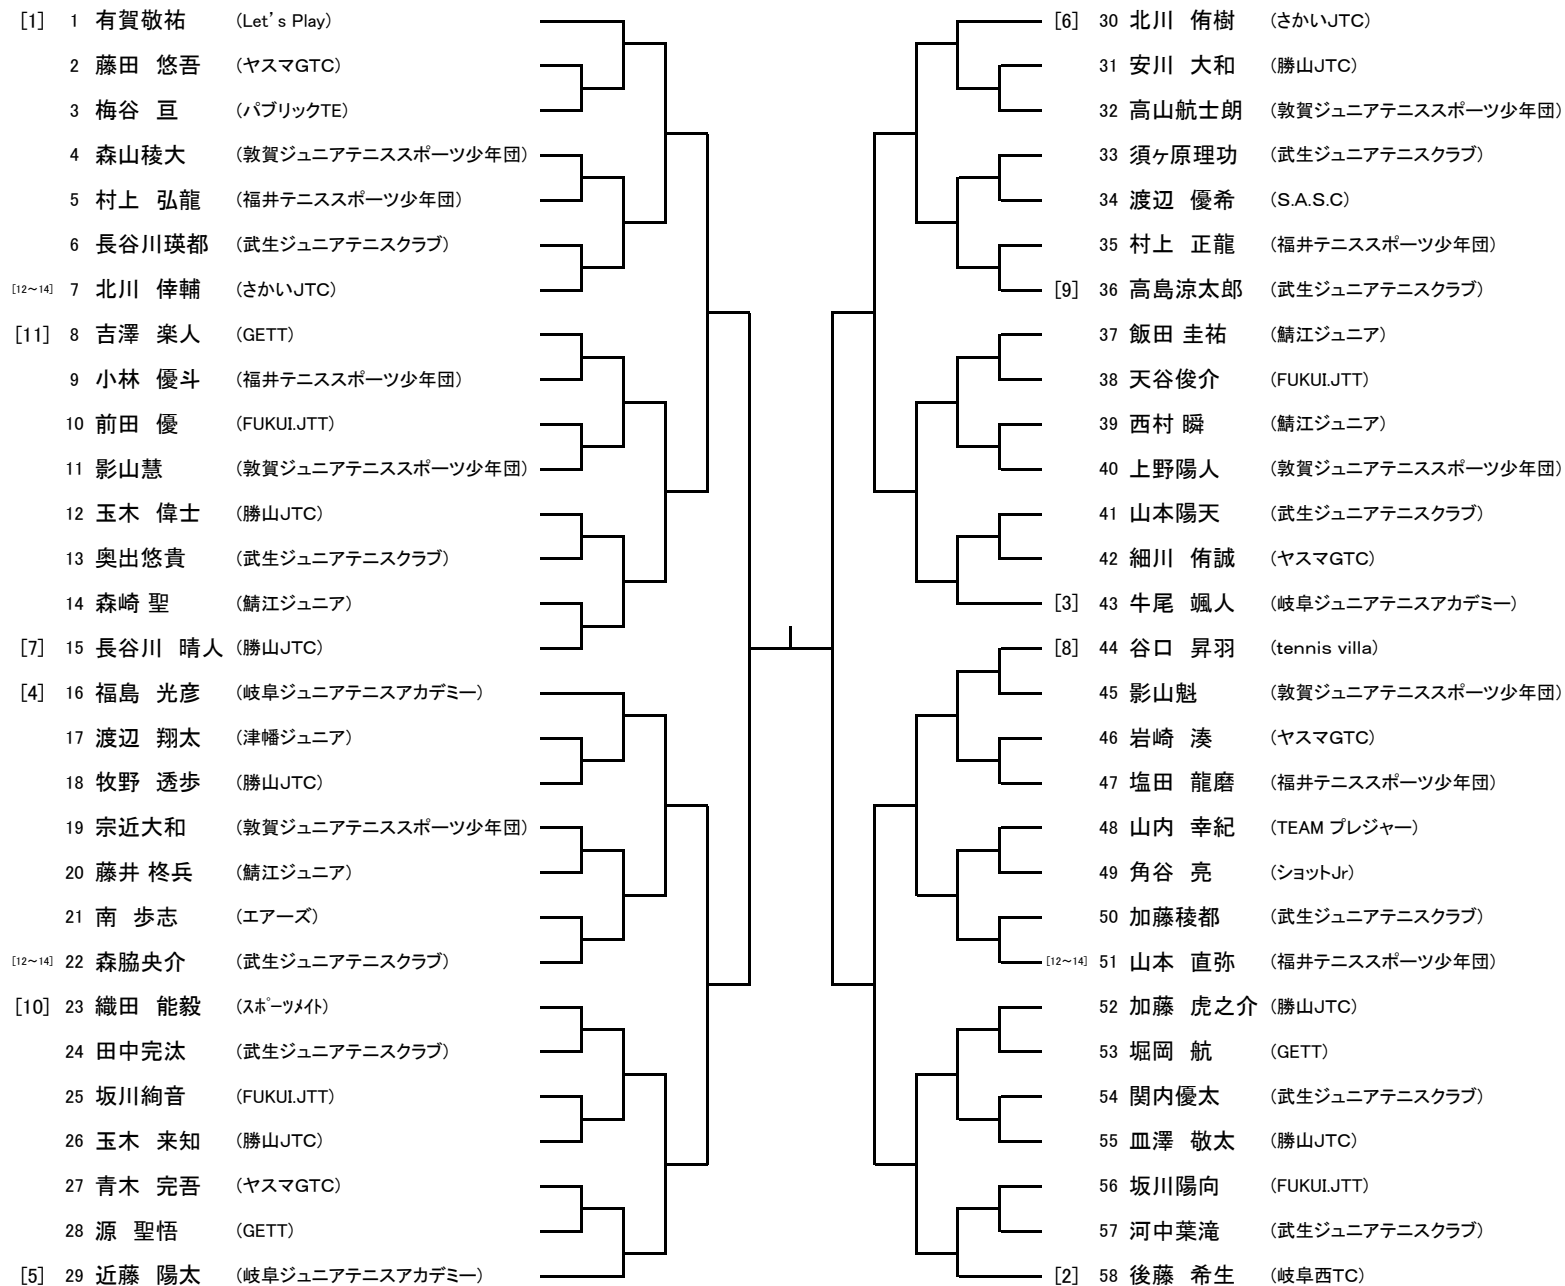 [1] 1 有賀敬祐 (Let's Play)
2 藤田 悠吾 (ヤスマGTC)
3 梅谷 亘 (パブリックTE)
4 森山稜大 (敦賀ジュニアテニススポーツ少年団)
5 村上 弘龍 (福井テニススポーツ少年団)
6 長谷川瑛都 (武生ジュニアテニスクラブ)
[12~14] 7 北川 倖輔 (さかいJTC)
[11] 8 吉澤 楽人 (GETT)
9 小林 優斗 (福井テニススポーツ少年団)
10 前田 優 (FUKUI.JTT)
11 影山慧 (敦賀ジュニアテニススポーツ少年団)
12 玉木 偉士 (勝山JTC)
13 奥出悠貴 (武生ジュニアテニスクラブ)
14 森崎 聖 (鯖江ジュニア)
[7] 15 長谷川 晴人 (勝山JTC)
[4] 16 福島 光彦 (岐阜ジュニアテニスアカデミー)
17 渡辺 翔太 (津幡ジュニア)
18 牧野 透歩 (勝山JTC)
19 宗近大和 (敦賀ジュニアテニススポーツ少年団)
20 藤井 柊兵 (鯖江ジュニア)
21 南 歩志 (エアーズ)
[12~14] 22 森脇央介 (武生ジュニアテニスクラブ)
[10] 23 織田 能毅 (スポーツメイト)
24 田中完汰 (武生ジュニアテニスクラブ)
25 坂川絢音 (FUKUI.JTT)
26 玉木 来知 (勝山JTC)
27 青木 完吾 (ヤスマGTC)
28 源 聖悟 (GETT)
[5] 29 近藤 陽太 (岐阜ジュニアテニスアカデミー)
[6] 30 北川 侑樹 (さかいJTC)
31 安川 大和 (勝山JTC)
32 高山航士朗 (敦賀ジュニアテニススポーツ少年団)
33 須ヶ原理功 (武生ジュニアテニスクラブ)
34 渡辺 優希 (S.A.S.C)
35 村上 正龍 (福井テニススポーツ少年団)
[9] 36 高島涼太郎 (武生ジュニアテニスクラブ)
37 飯田 圭祐 (鯖江ジュニア)
38 天谷俊介 (FUKUI.JTT)
39 西村 瞬 (鯖江ジュニア)
40 上野陽人 (敦賀ジュニアテニススポーツ少年団)
41 山本陽天 (武生ジュニアテニスクラブ)
42 細川 侑誠 (ヤスマGTC)
[3] 43 牛尾 颯人 (岐阜ジュニアテニスアカデミー)
[8] 44 谷口 昇羽 (tennis villa)
45 影山魁 (敦賀ジュニアテニススポーツ少年団)
46 岩崎 湊 (ヤスマGTC)
47 塩田 龍磨 (福井テニススポーツ少年団)
48 山内 幸紀 (TEAM プレジャー)
49 角谷 亮 (ショットJr)
50 加藤稜都 (武生ジュニアテニスクラブ)
[12~14] 51 山本 直弥 (福井テニススポーツ少年団)
52 加藤 虎之介 (勝山JTC)
53 堀岡 航 (GETT)
54 関内優太 (武生ジュニアテニスクラブ)
55 皿澤 敬太 (勝山JTC)
56 坂川陽向 (FUKUI.JTT)
57 河中葉滝 (武生ジュニアテニスクラブ)
[2] 58 後藤 希生 (岐阜西TC)